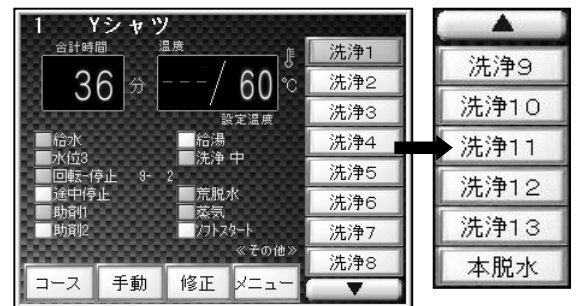 1 Yシャツ
合計時間 温度
36 分 ---/ 60 ℃
設定温度
給水 給湯
水位3 洗浄 中
回転-停止 9- 2
途中停止 荒脱水
助剤1 蒸気
助剤2 ソフトスタート
≪その他≫
コース 手動 修正 メニュー
洗浄1
洗浄2
洗浄3
洗浄4
洗浄5
洗浄6
洗浄7
洗浄8
▼
▲
洗浄9
洗浄10
洗浄11
洗浄12
洗浄13
本脱水